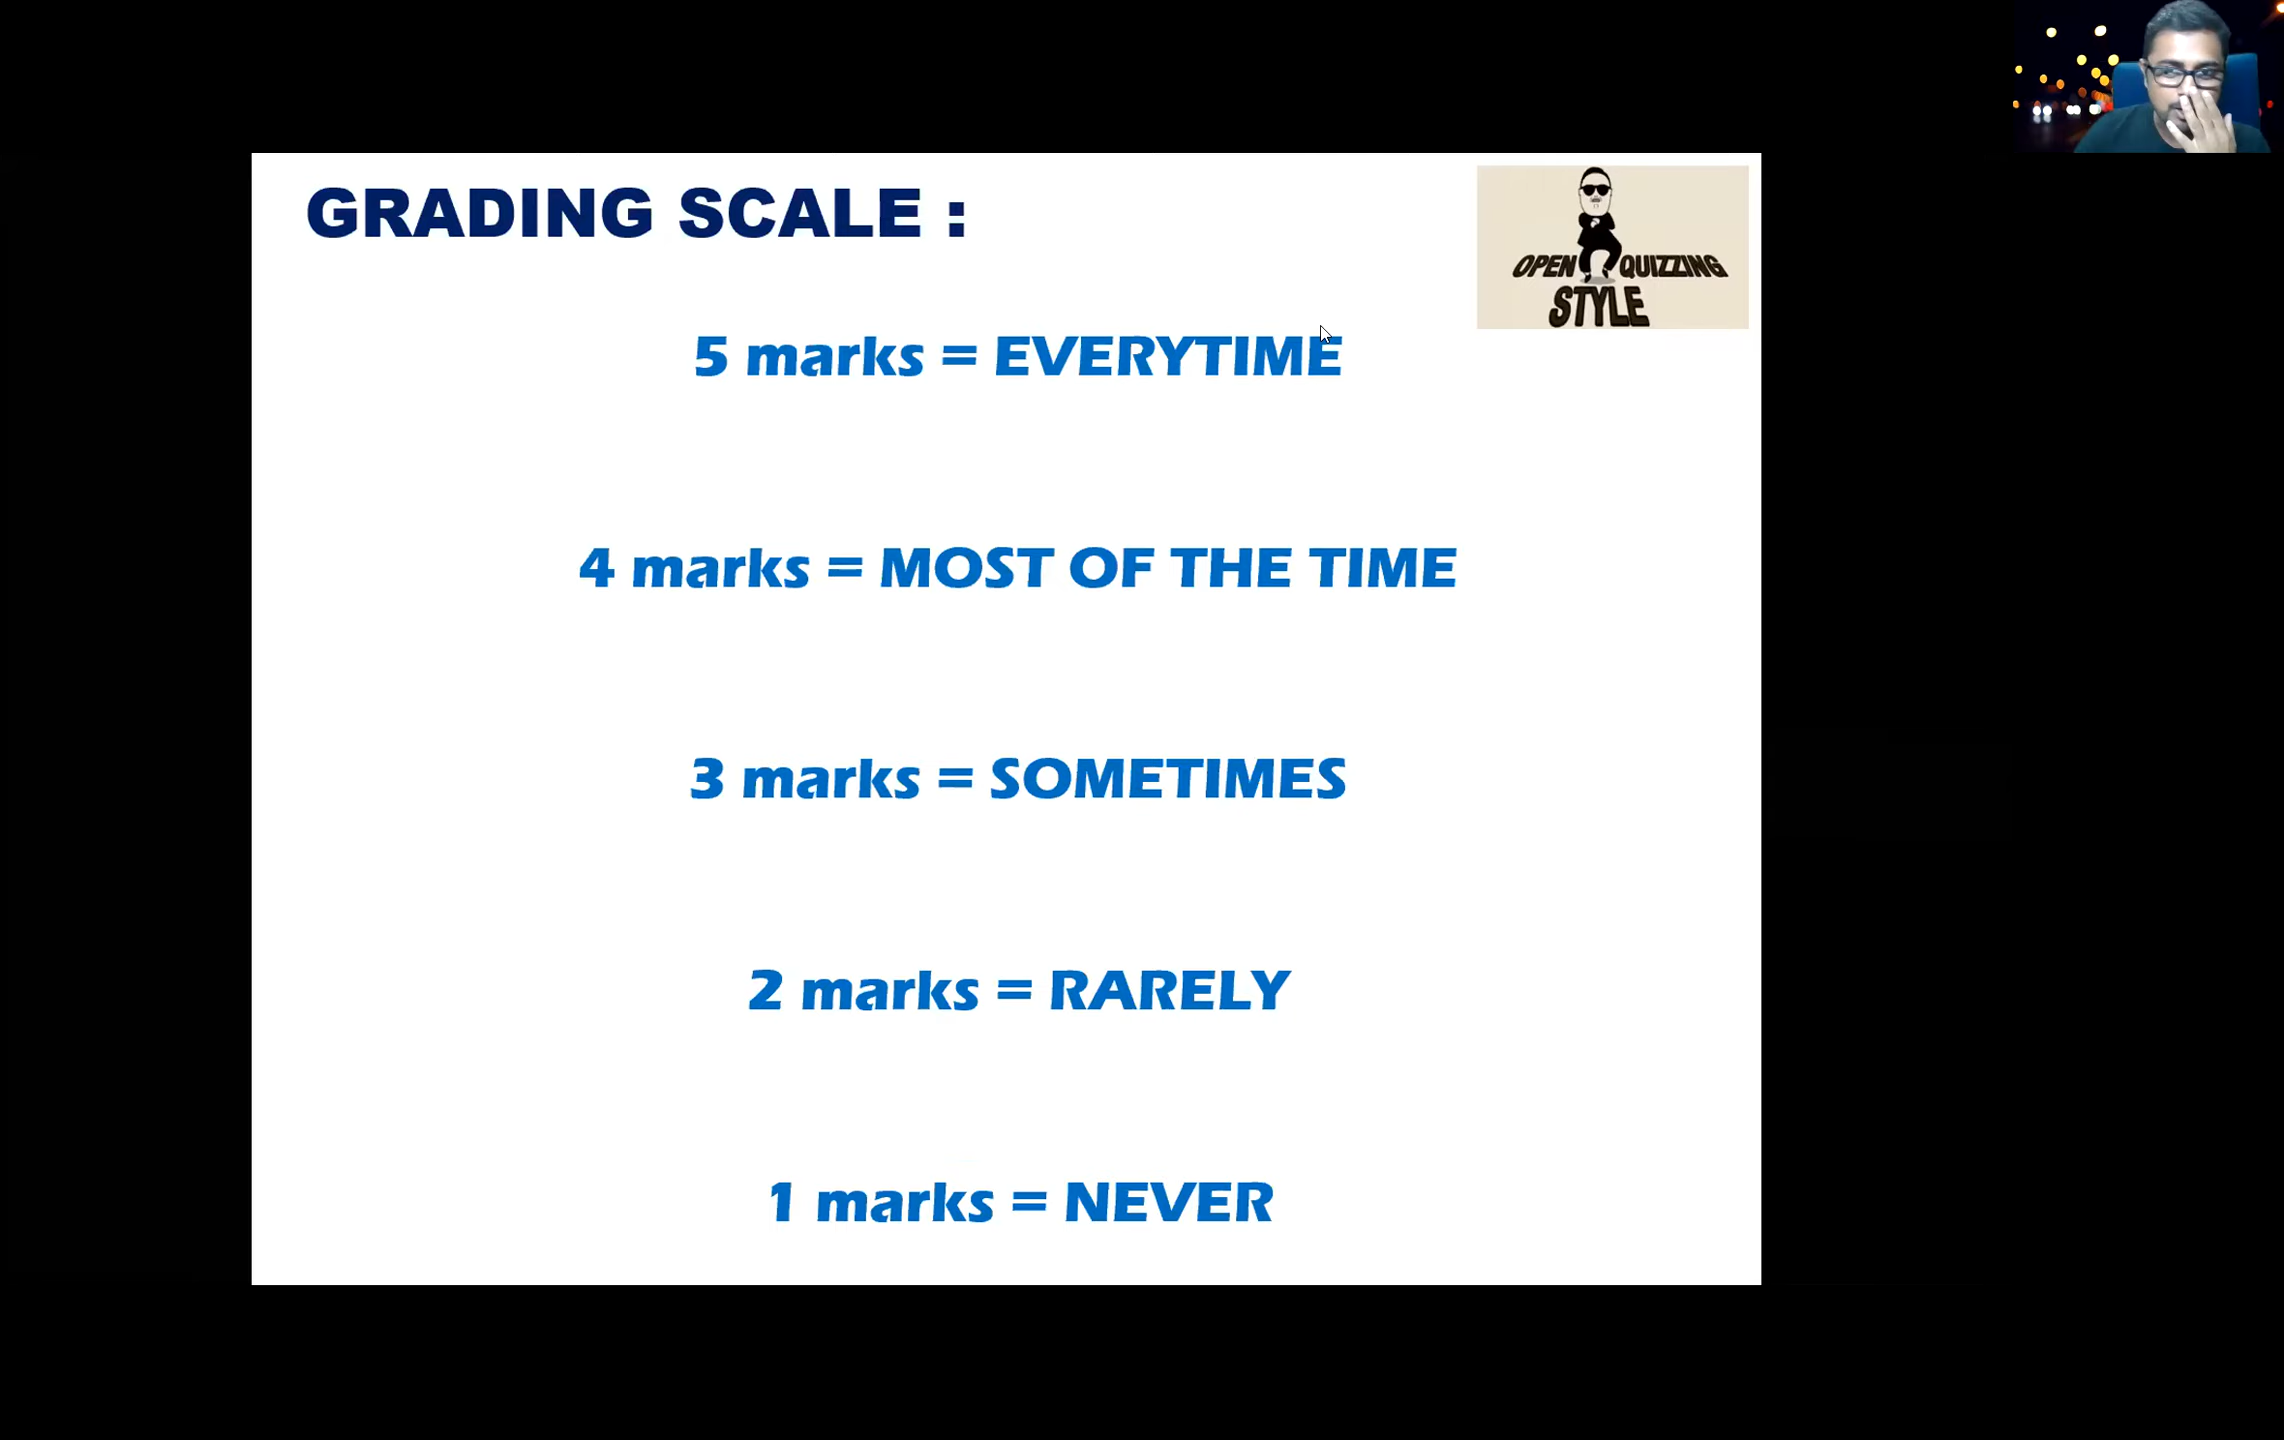 GRADING SCALE :
OPEN QUIZZING
STYLE
5 marks = EVERYTIME
4 marks = MOST OF THE TIME
3 marks = SOMETIMES
2 marks = RARELY
1 marks = NEVER